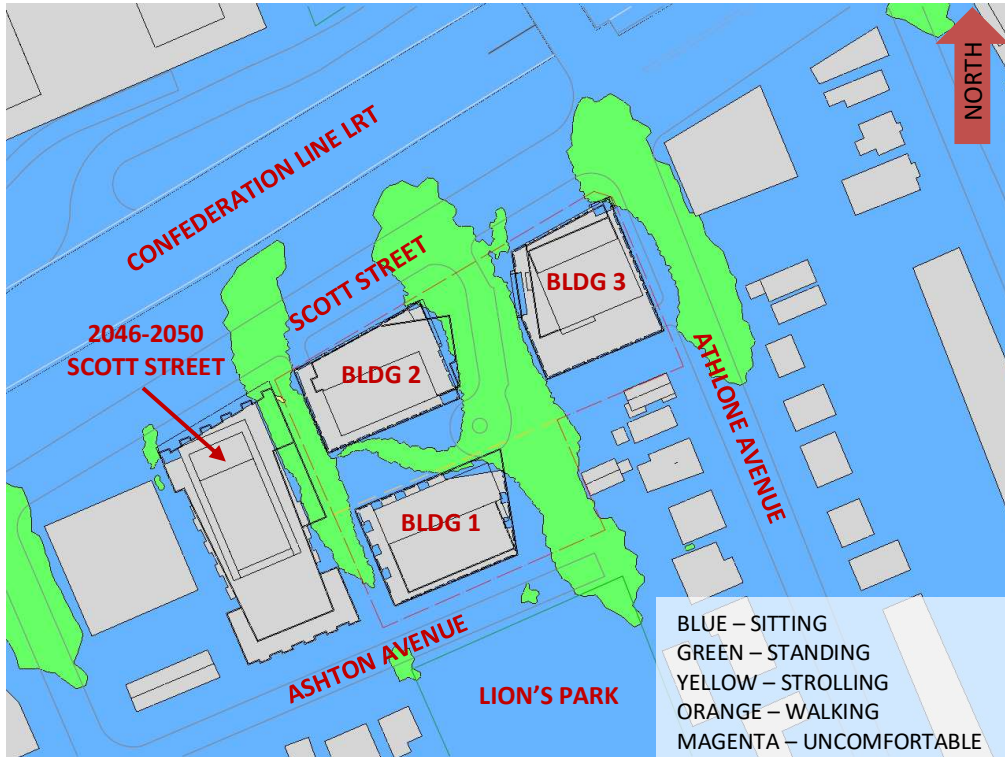 NORTH
CONFEDERATION LINE LRT
SCOTT STREET
BLDG 3
2046-2050
SCOTT STREET
BLDG 2
ATHLONE AVENUE
BLDG 1
ASHTON AVENUE
LION'S PARK
BLUE – SITTING
GREEN – STANDING
YELLOW – STROLLING
ORANGE – WALKING
MAGENTA – UNCOMFORTABLE